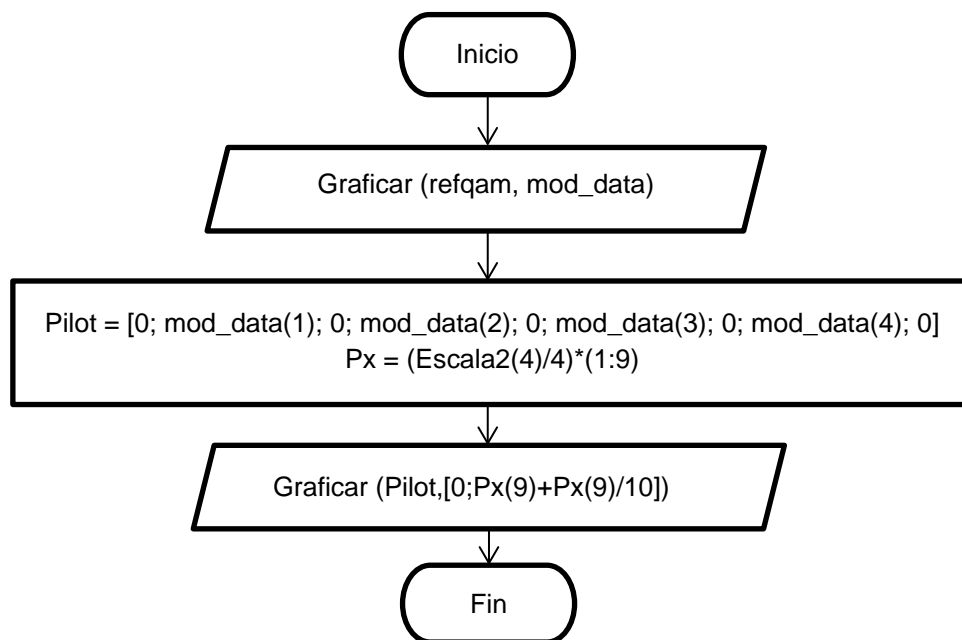 Inicio
Graficar (refqam, mod_data)
Pilot = [0; mod_data(1); 0; mod_data(2); 0; mod_data(3); 0; mod_data(4); 0]
Px = (Escala2(4)/4)*(1:9)
Graficar (Pilot,[0;Px(9)+Px(9)/10])
Fin